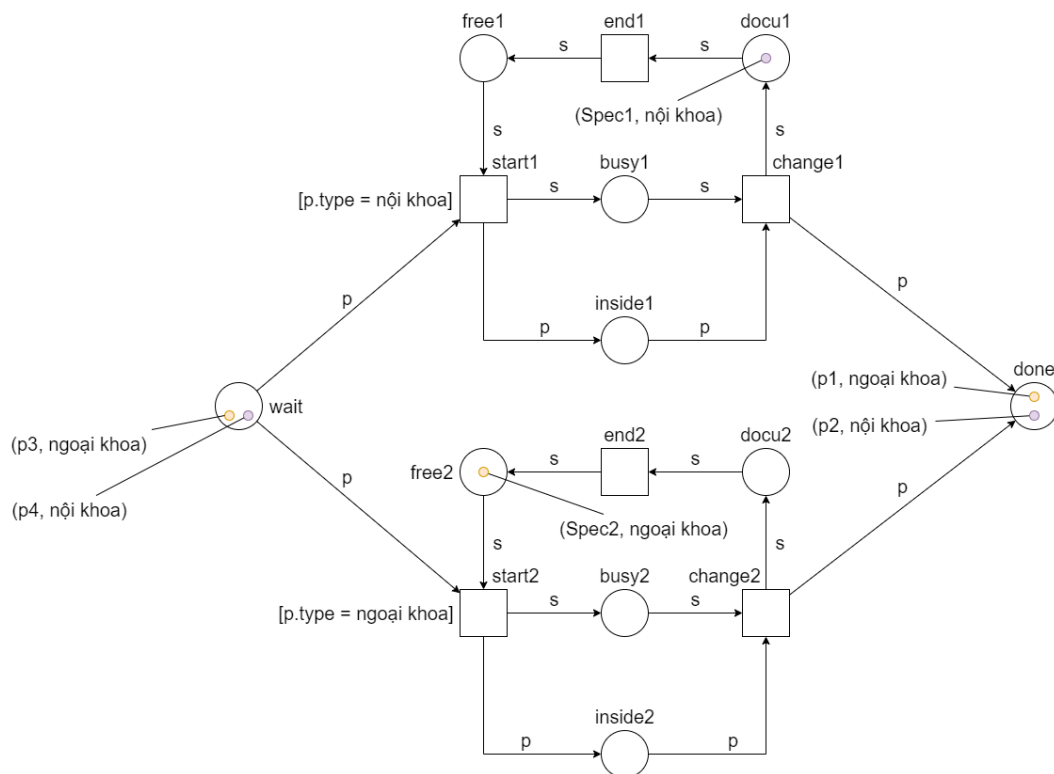 free1
end1
docu1
s
s
(Spec1, nội khoa)
s
s
start1
busy1
change1
[p.type = nội khoa]
s
s
p
p
inside1
p
p
done
(p1, ngoại khoa)
wait
(p2, nội khoa)
(p3, ngoại khoa)
end2
docu2
s
s
free2
p
p
(p4, nội khoa)
(Spec2, ngoại khoa)
s
s
start2
busy2
change2
[p.type = ngoại khoa]
s
s
inside2
p
p